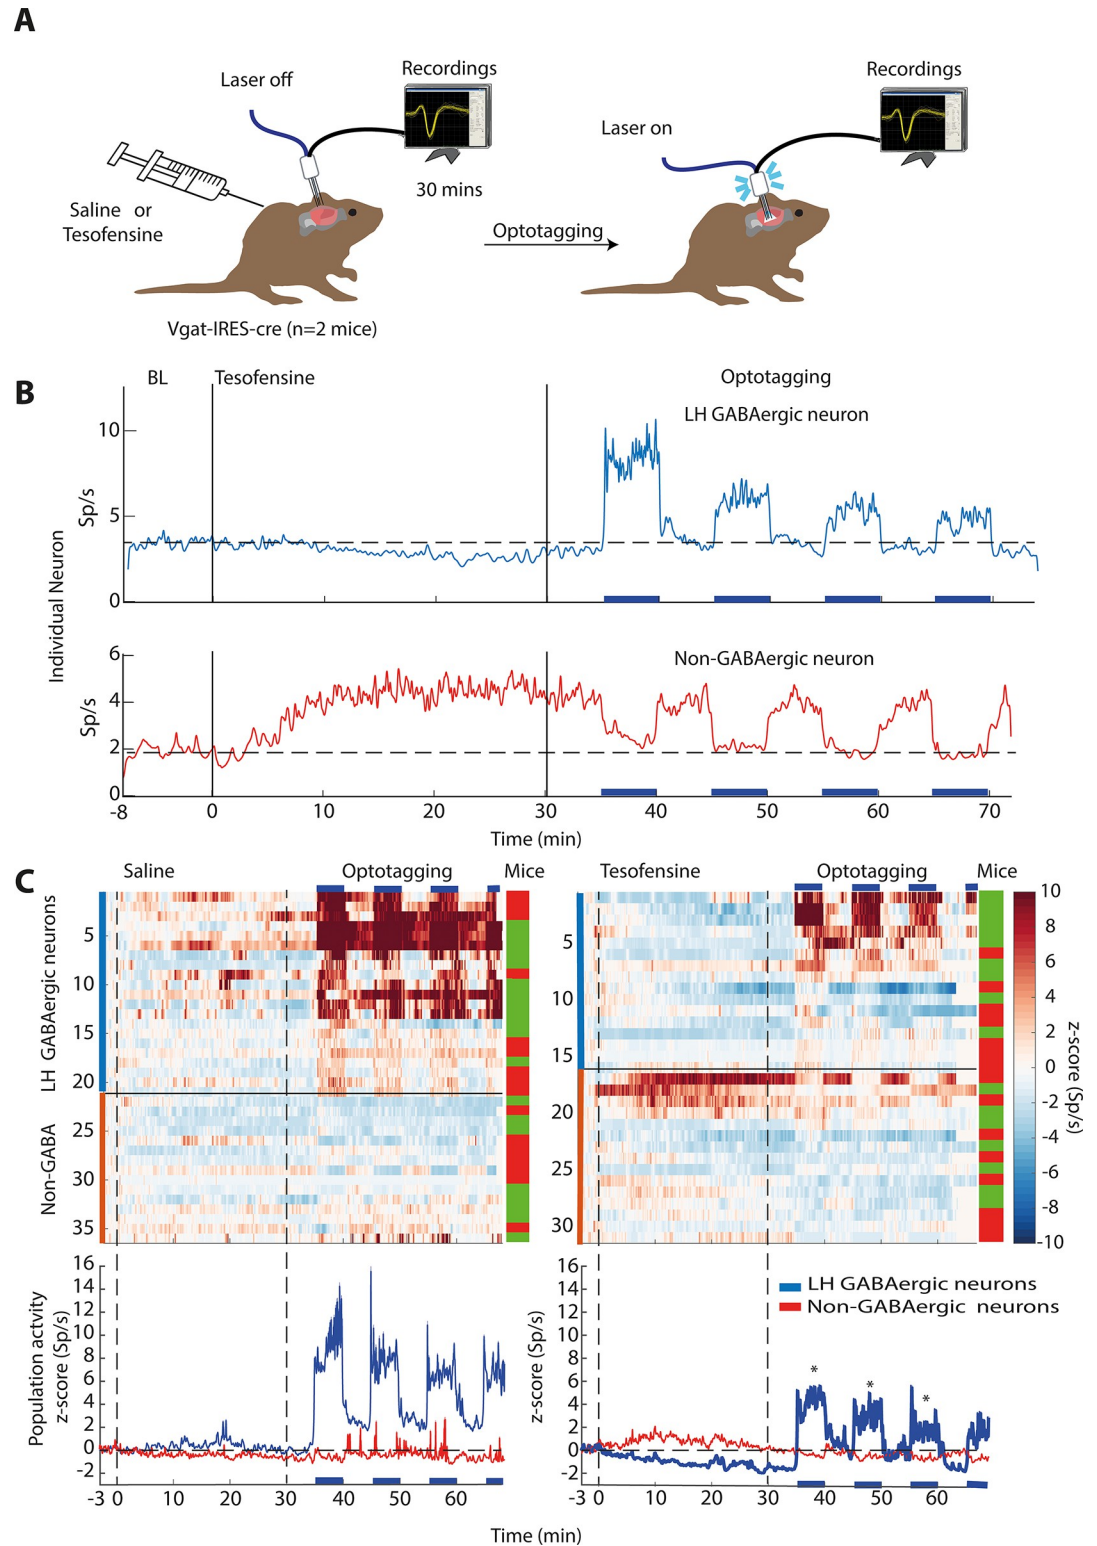 A
Laser off
Recordings
Saline or
Tesofensine
30 mins
Vgat-IRES-cre (n=2 mice)
Optotagging
Laser on
Recordings
B
BL
Tesofensine
Optotagging
LH GABAergic neuron
Individual Neuron
Sp/s
10
5
0
Non-GABAergic neuron
Sp/s
6
4
2
0
-8 0 10 20 30 40 50 60 70
Time (min)
C
Saline
Optotagging
Mice
LH GABAergic neurons
Non-GABA
5
10
15
20
25
30
35
Tesofensine
Optotagging
Mice
5
10
15
20
25
30
10
8
6
4
2
0
-2
-4
-6
-8
-10
z-score (Sp/s)
Population actvity
z-score (Sp/s)
16
14
12
10
8
6
4
2
0
-2
-3 0 10 20 30 40 50 60
z-score (Sp/s)
16
14
12
10
8
6
4
2
0
-2
LH GABAergic neurons
Non-GABAergic neurons
* * *
-3 0 10 20 30 40 50 60
Time (min)